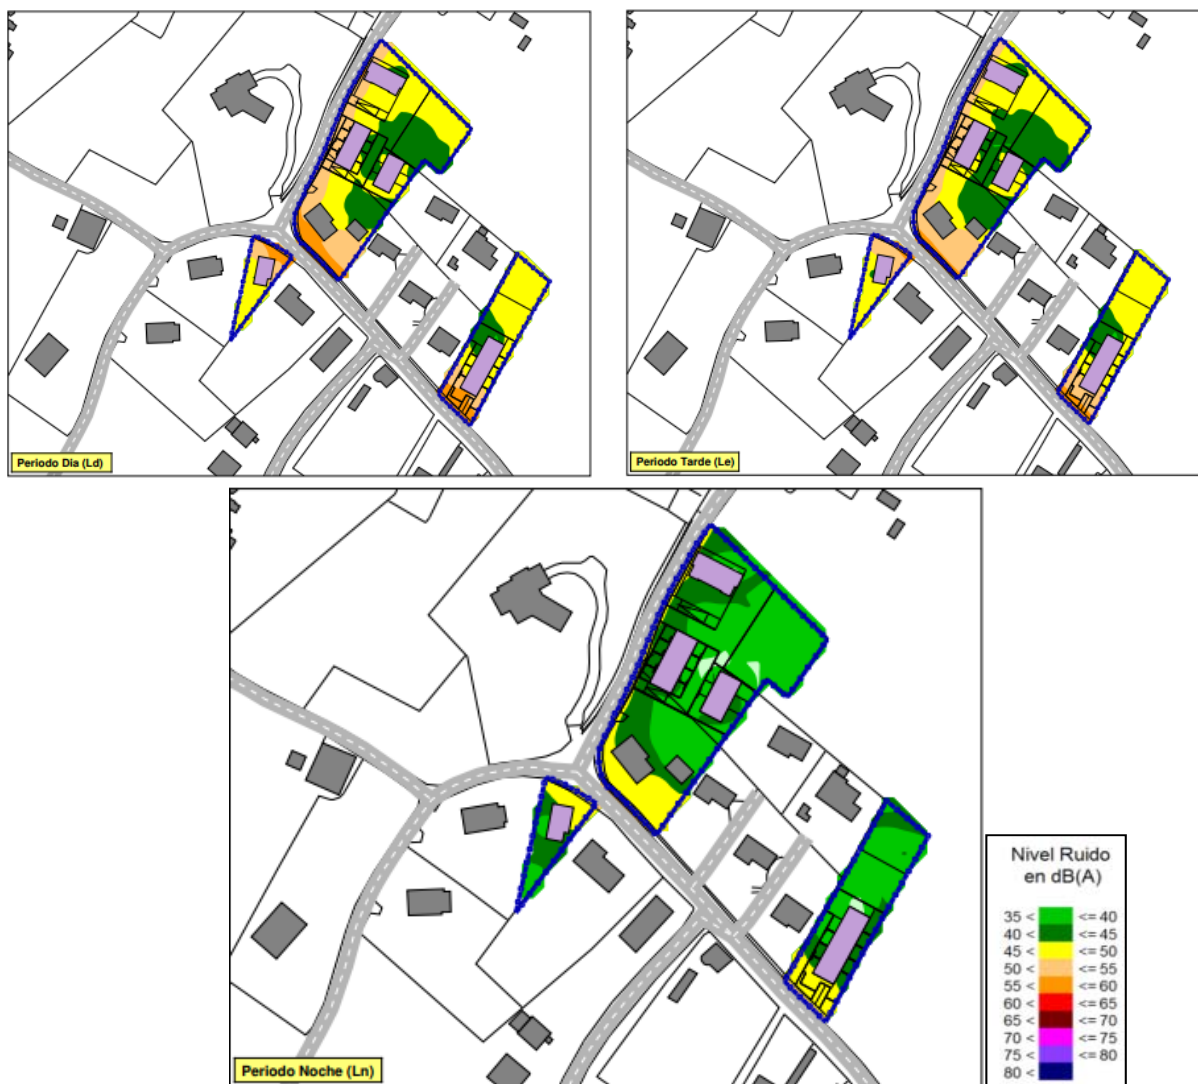 Periodo Dia (Ld)
Periodo Tarde (Le)
Periodo Noche (Ln)
Nivel Ruido
en dB(A)
35 < <= 40
40 < <= 45
45 < <= 50
50 < <= 55
55 < <= 60
60 < <= 65
65 < <= 70
70 < <= 75
75 < <= 80
80 <